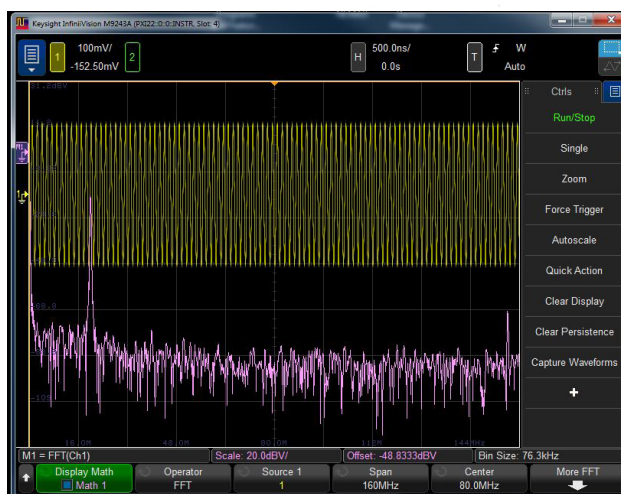 Keysight InfiniiVision M9243A (PXI22::0::0::INSTR, Slot: 4)
1
100mV/
-152.50mV
2
H
500.0ns/
0.0s
T
W
Auto
Ctrls
Run/Stop
Single
Zoom
Force Trigger
Autoscale
Quick Action
Clear Display
Clear Persistence
Capture Waveforms
+
M1 = FFT(Ch1)
Scale: 20.0dBV/
Offset: -48.8333dBV
Bin Size: 76.3kHz
Display Math
Math 1
Operator
FFT
Source 1
1
Span
160MHz
Center
80.0MHz
More FFT